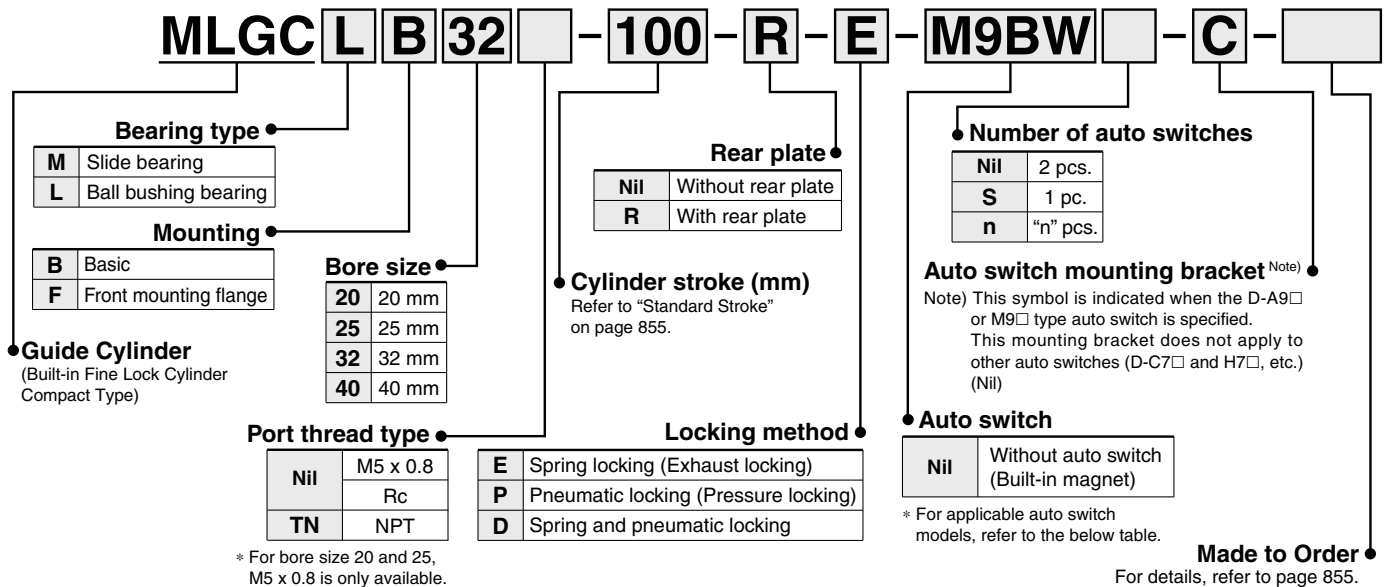 MLGC L B 32 - 100 - R - E - M9BW - C -
Bearing type
M Slide bearing
L Ball bushing bearing
Mounting
B Basic
F Front mounting flange
Guide Cylinder
(Built-in Fine Lock Cylinder
Compact Type)
Bore size
20 20 mm
25 25 mm
32 32 mm
40 40 mm
Port thread type
Nil M5 x 0.8
Rc
TN NPT
* For bore size 20 and 25,
M5 x 0.8 is only available.
Cylinder stroke (mm)
Refer to “Standard Stroke”
on page 855.
Rear plate
Nil Without rear plate
R With rear plate
Locking method
E Spring locking (Exhaust locking)
P Pneumatic locking (Pressure locking)
D Spring and pneumatic locking
Number of auto switches
Nil 2 pcs.
S 1 pc.
n “n” pcs.
Auto switch mounting bracket Note)
Note) This symbol is indicated when the D-A9□
or M9□ type auto switch is specified.
This mounting bracket does not apply to
other auto switches (D-C7□ and H7□, etc.)
(Nil)
Auto switch
Nil Without auto switch
(Built-in magnet)
* For applicable auto switch
models, refer to the below table.
Made to Order
For details, refer to page 855.